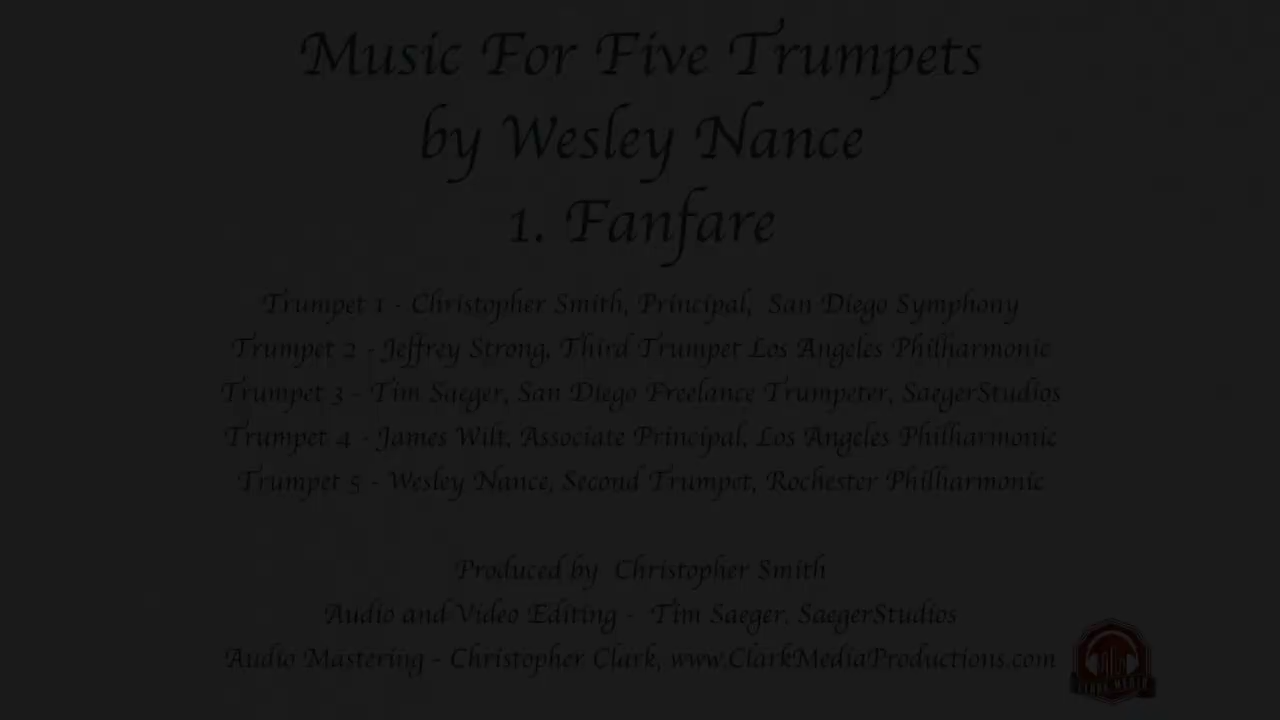 Music For Five Trumpets
by Wesley Nance
1. Fanfare
Trumpet 1 - Christopher Smith, Principal, San Diego Symphony
Trumpet 2 - Jeffrey Strong, Third Trumpet Los Angeles Philharmonic
Trumpet 3 - Tim Saeger, San Diego Freelance Trumpeter, SaegerStudios
Trumpet 4 - James Wilt, Associate Principal, Los Angeles Philharmonic
Trumpet 5 - Wesley Nance, Second Trumpet, Rochester Philharmonic
Produced by Christopher Smith
Audio and Video Editing - Tim Saeger, SaegerStudios
Audio Mastering - Christopher Clark, www.ClarkMediaProductions.com